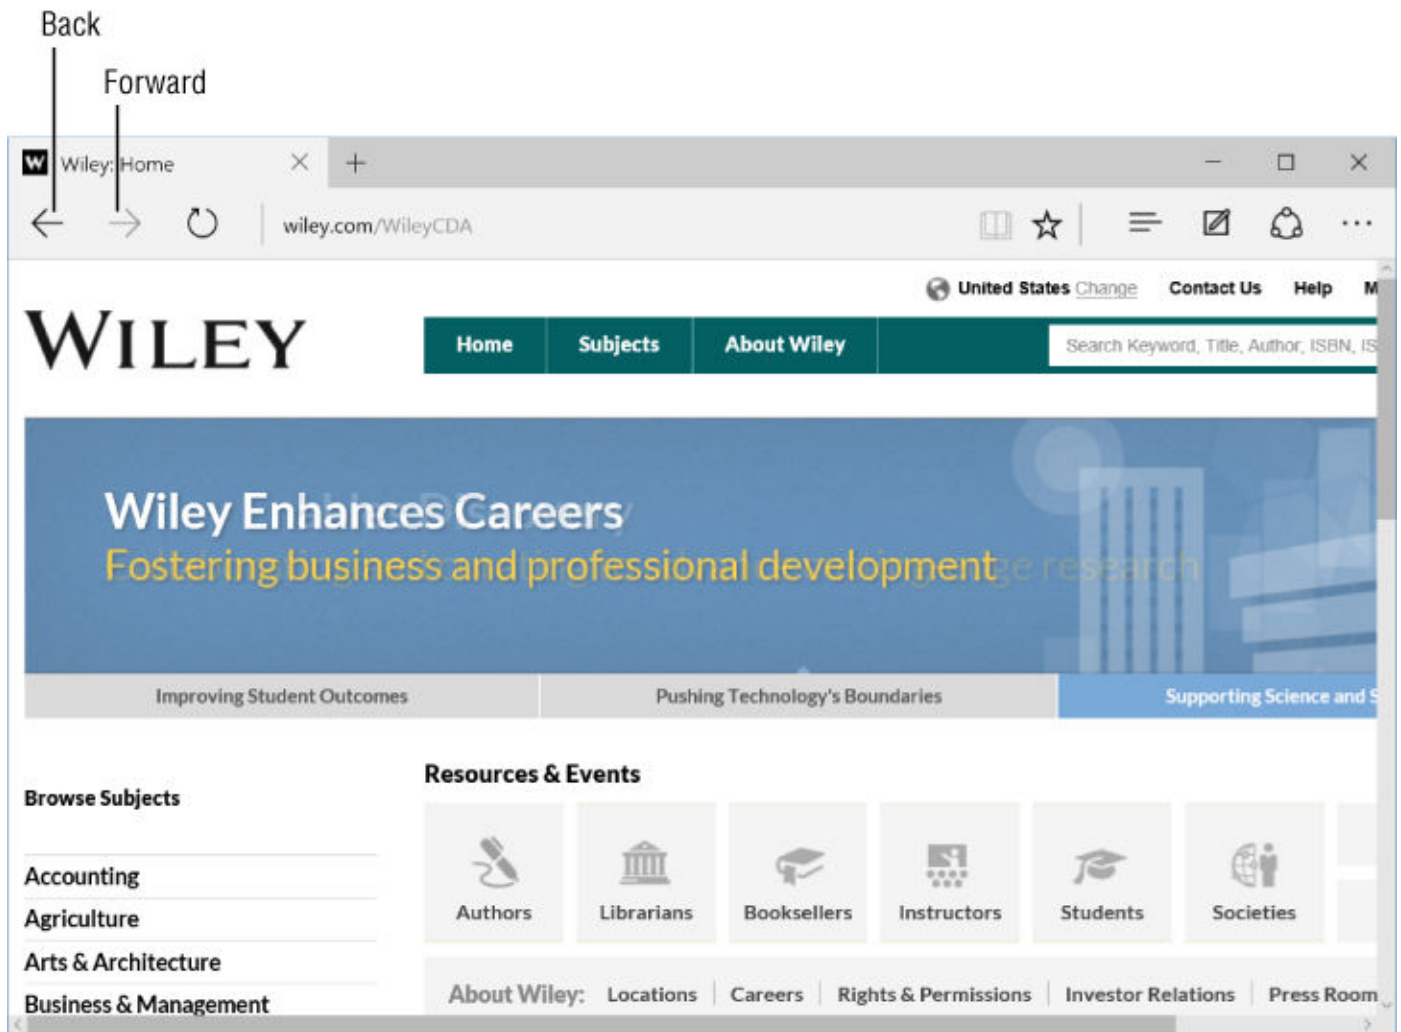 Back
Forward
W Wiley: Home
wiley.com/WileyCDA
United States Change Contact Us Help M
WILEY
Home Subjects About Wiley Search Keyword, Title, Author, ISBN, IS
Wiley Enhances Careers
Fostering business and professional development ge research
Improving Student Outcomes Pushing Technology's Boundaries Supporting Science and S
Resources & Events
Browse Subjects
Accounting
Authors Librarians Booksellers Instructors Students Societies
Agriculture
Arts & Architecture
About Wiley: Locations Careers Rights & Permissions Investor Relations Press Room
Business & Management